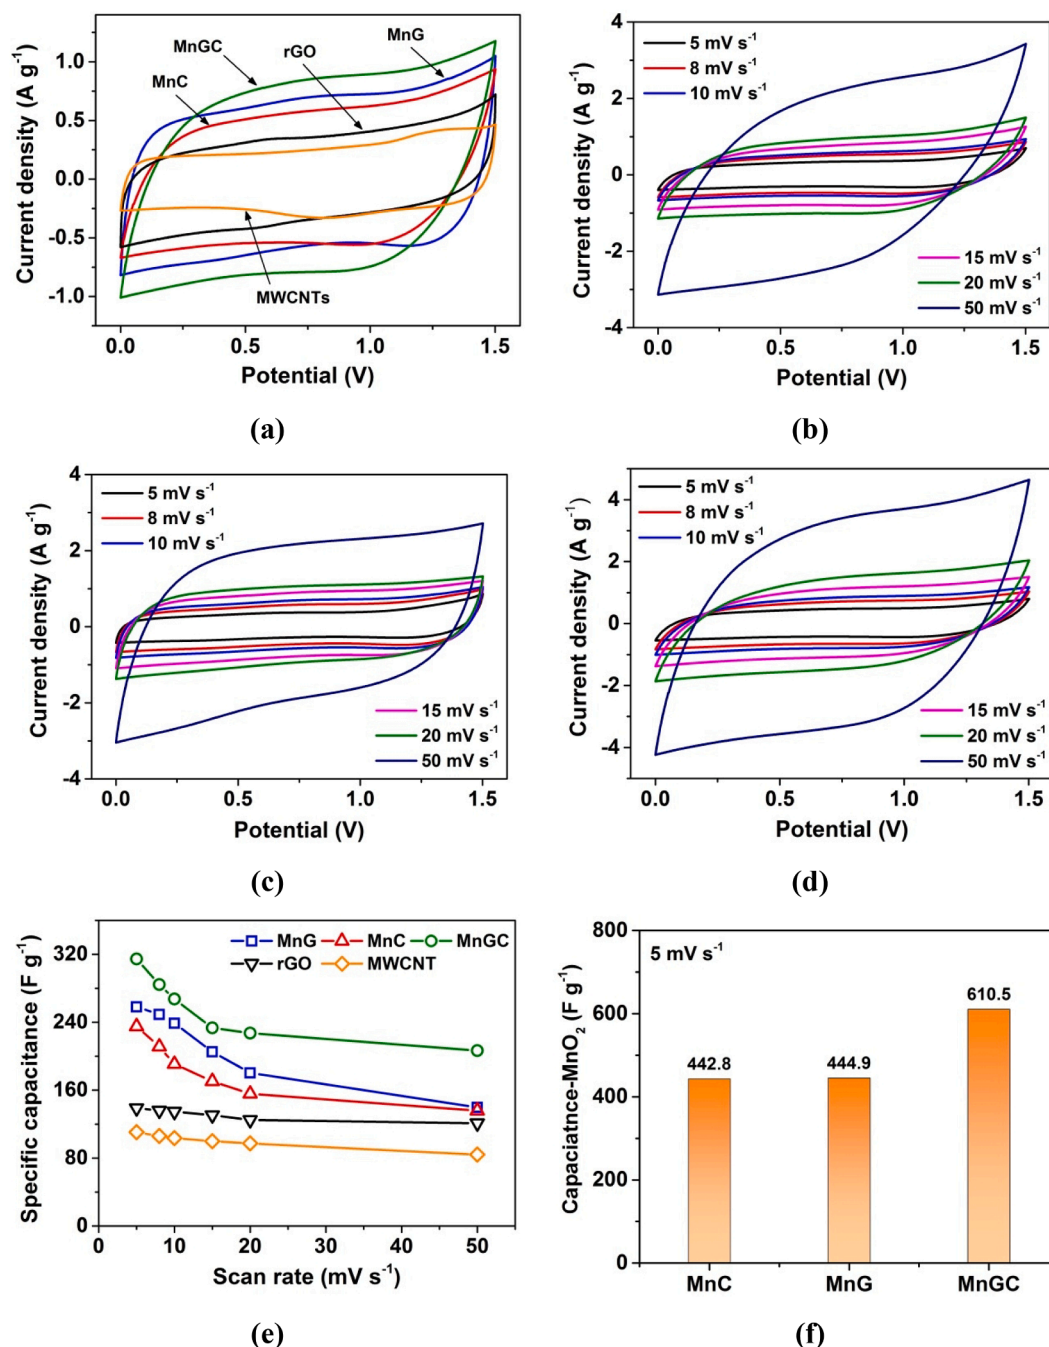 MnGC
rGO
MnG
MnC
MWCNTs
1.0
0.5
0.0
-0.5
-1.0
Current density (A g-1)
0.0 0.5 1.0 1.5
Potential (V)
(a)
5 mV s-1
8 mV s-1
10 mV s-1
15 mV s-1
20 mV s-1
50 mV s-1
4
2
0
-2
-4
Current density (A g-1)
0.0 0.5 1.0 1.5
Potential (V)
(b)
5 mV s-1
8 mV s-1
10 mV s-1
15 mV s-1
20 mV s-1
50 mV s-1
4
2
0
-2
-4
Current density (A g-1)
0.0 0.5 1.0 1.5
Potential (V)
(c)
5 mV s-1
8 mV s-1
10 mV s-1
15 mV s-1
20 mV s-1
50 mV s-1
4
2
0
-2
-4
Current density (A g-1)
0.0 0.5 1.0 1.5
Potential (V)
(d)
MnG MnC MnGC
rGO MWCNT
320
240
160
80
0
Specific capacitance (F g-1)
0 10 20 30 40 50
Scan rate (mV s-1)
(e)
5 mV s-1
800
600
400
200
0
Capaciatnce-MnO2 (F g-1)
442.8
444.9
610.5
MnC MnG MnGC
(f)